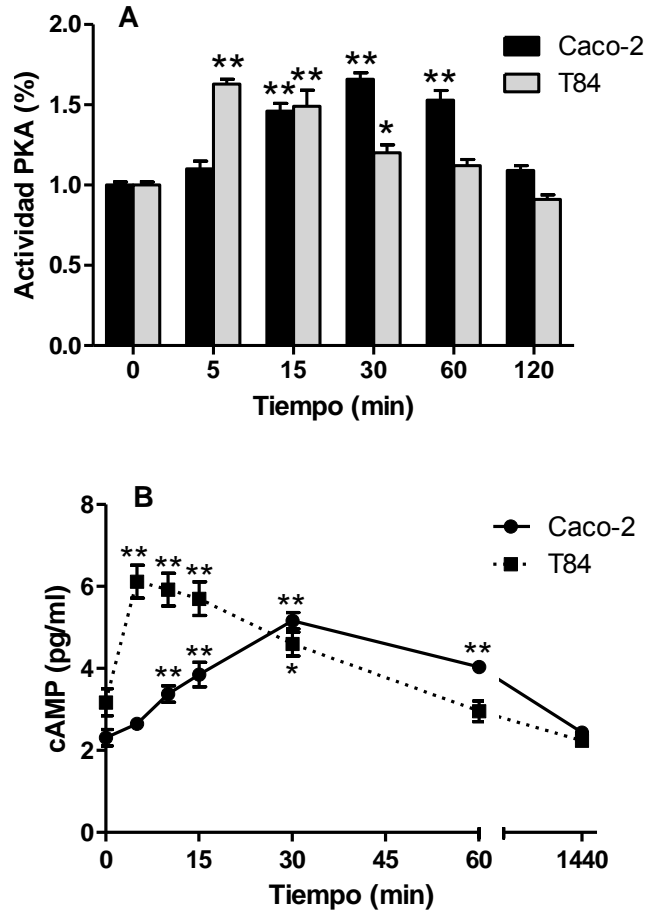 A
Caco-2
T84
Actividad PKA (%)
2.0
1.5
1.0
0.5
0.0
** ** ** ** ** * **
0 5 15 30 60 120
Tiempo (min)
B
Caco-2
T84
cAMP (pg/ml)
8
6
4
2
0
** ** ** ** ** ** * **
0 15 30 45 60 1440
Tiempo (min)